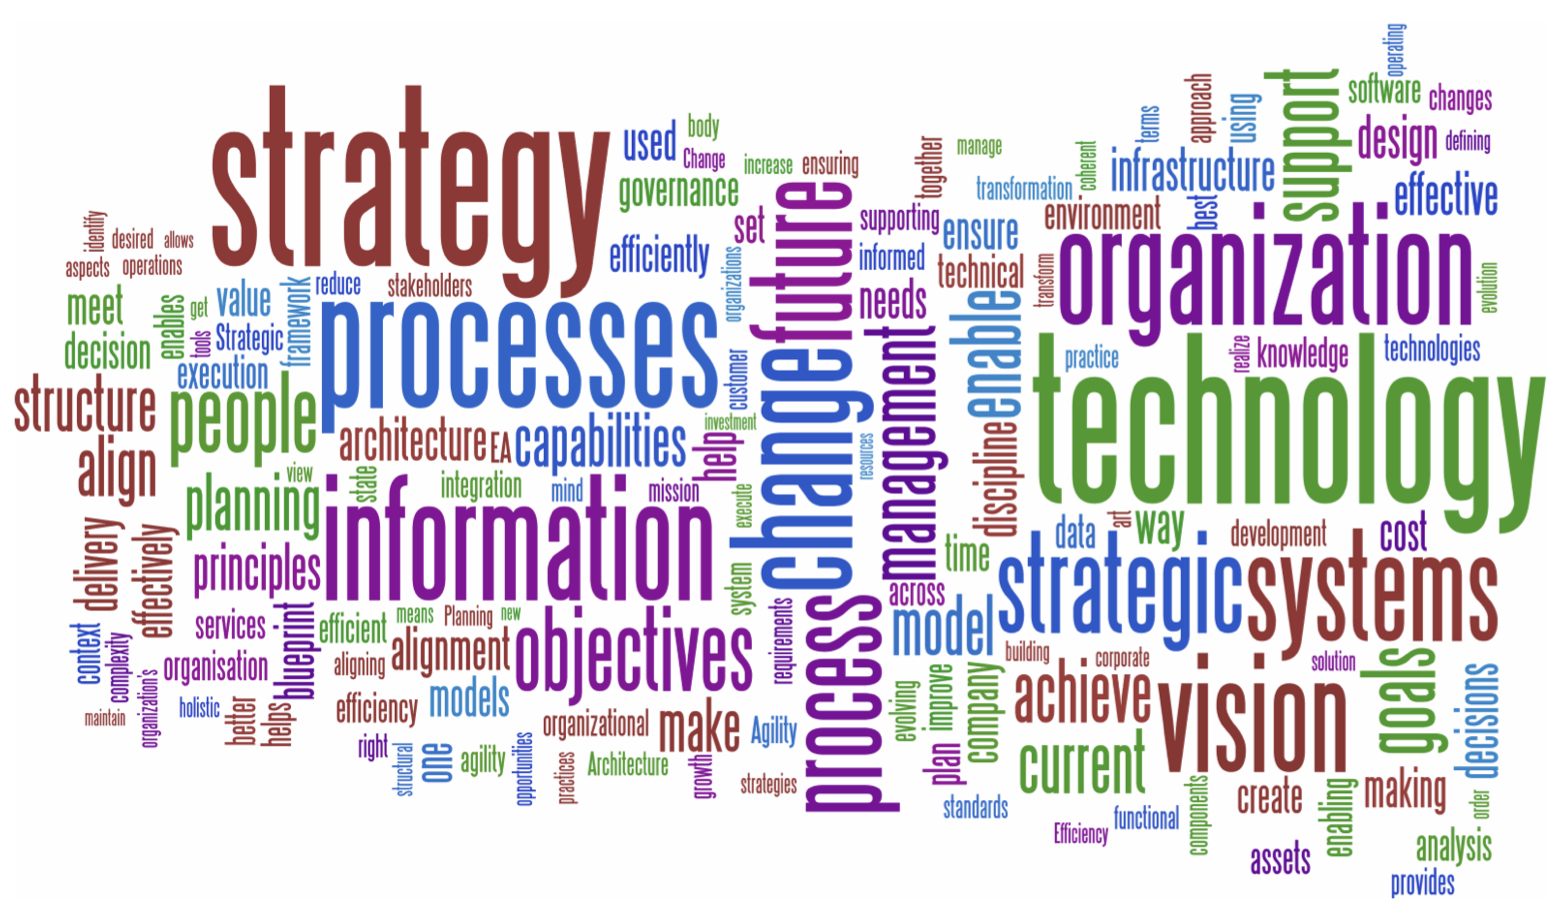 operating
software
changes
support
approach
using
terms
design
defining
infrastructure
effective
best
coherent
transformation
manage
together
environment
organization
evolution
transform
strategy
used
body
Change
governance
increase
ensuring
set
future
supporting
informed
needs
ensure
technical
efficiently
organizations
identify
desired
allows
aspects
operations
meet
enables
get
value
framework
reduce
stakeholders
tools
Strategic
decision
execution
processes
customer
change
management
enable
discipline
practice
realize
knowledge
technologies
technology
structure
people
align
architecture
EA
capabilities
investment
help
resources
view
planning
state
integration
mind
mission
execute
information
delivery
effectively
principles
system
time
data
art
way
development
cost
strategic
systems
across
model
context
complexity
services
blueprint
efficient
means
Planning
new
objectives
requirements
process
organisation
aligning
alignment
building
corporate
solution
goals
decisions
maintain
organization's
holistic
better
helps
efficiency
models
organizational
make
Agility
evolving
improve
company
achieve
vision
right
structural
one
agility
opportunities
practices
Architecture
growth
strategies
plan
current
standards
Efficiency
functional
components
create
enabling
making
order
assets
analysis
provides